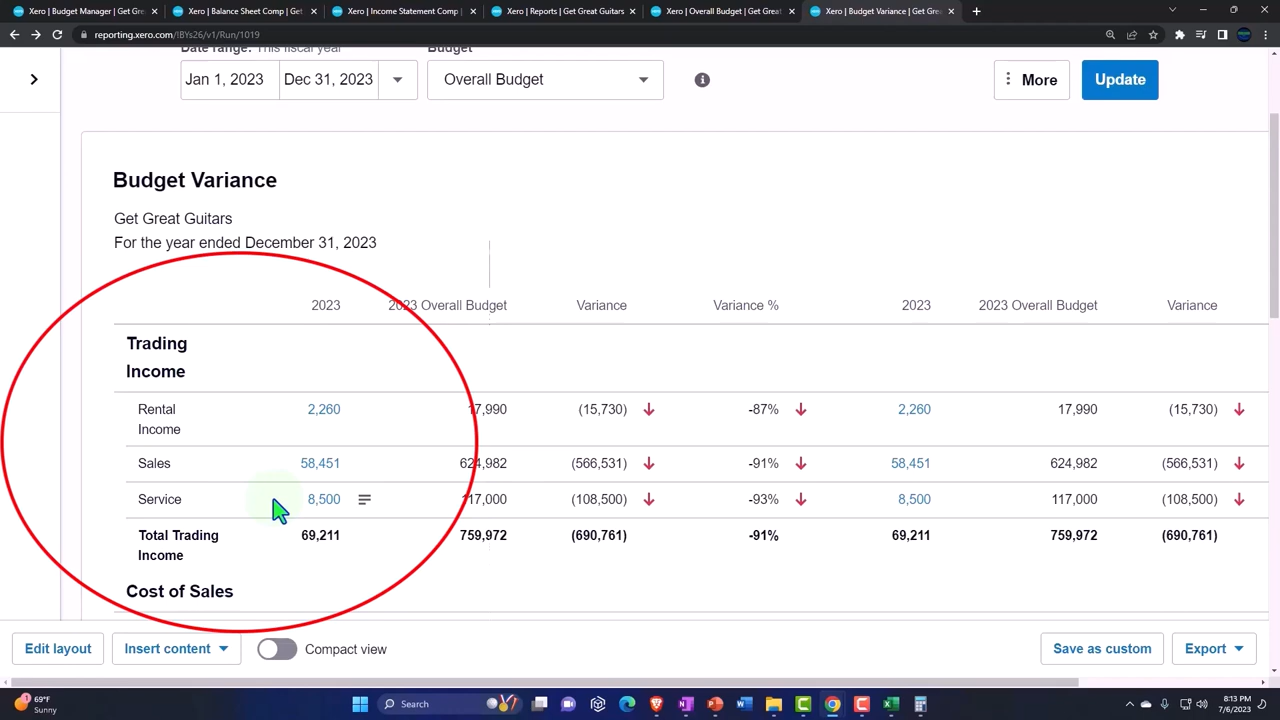 Xero | Balance Sheet Comp | Get
Xero | Income Statement Comp |
Xero | Reports | Get Great Guitars
Xero | Overall Budget | Get Great
Xero | Budget Variance | Get Great
reporting.xero.com/!BYs26/v1/Run/1019
Date range: This fiscal year
Budget
Jan 1, 2023 Dec 31, 2023 Overall Budget More Update
Budget Variance
Get Great Guitars
For the year ended December 31, 2023
2023 2023 Overall Budget Variance Variance % 2023 2023 Overall Budget Variance
Trading
Income
Rental 2,260 17,990 (15,730) -87% 2,260 17,990 (15,730)
Income
Sales 58,451 624,982 (566,531) -91% 58,451 624,982 (566,531)
Service 8,500 117,000 (108,500) -93% 8,500 117,000 (108,500)
Total Trading 69,211 759,972 (690,761) -91% 69,211 759,972 (690,761)
Income
Cost of Sales
Edit layout Insert content Compact view Save as custom Export
69°F
Sunny
Search
8:13 PM
7/6/2023